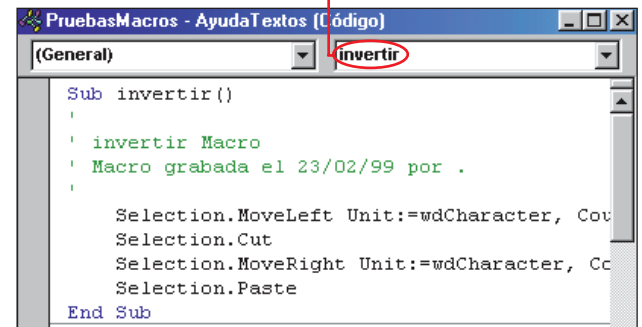 PruebasMacros - AyudaTextos (Código)
(General) invertir
Sub invertir()
'
' invertir Macro
' Macro grabada el 23/02/99 por .
'
Selection.MoveLeft Unit:=wdCharacter, Cou
Selection.Cut
Selection.MoveRight Unit:=wdCharacter, Co
Selection.Paste
End Sub